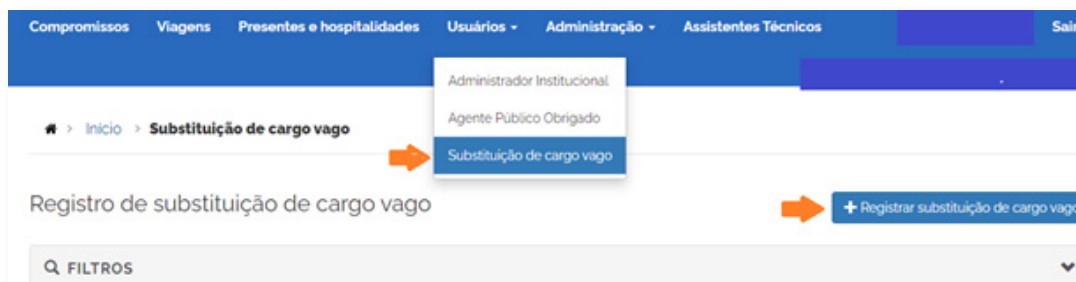 Compromissos Viagens Presentes e hospitalidades Usuários Administração Assistentes Técnicos Sair
Administrador Institucional
Agente Público Obrigado
Substituição de cargo vago
Início > Substituição de cargo vago
Registro de substituição de cargo vago
+ Registrar substituição de cargo vago
FILTROS